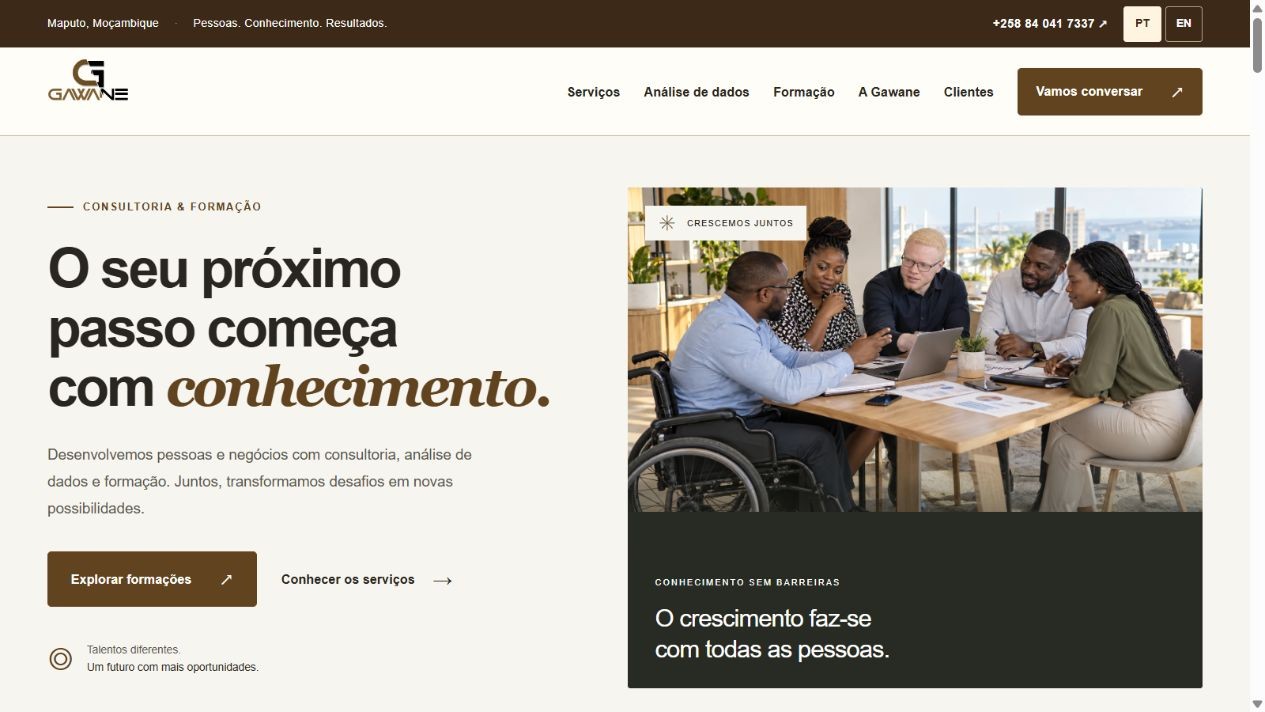 Maputo, Moçambique · Pessoas. Conhecimento. Resultados.
+258 84 041 7337 ↗ PT EN
GAWANE
Serviços Análise de dados Formação A Gawane Clientes Vamos conversar ↗
CONSULTORIA & FORMAÇÃO
O seu próximo
passo começa
com conhecimento.
Desenvolvemos pessoas e negócios com consultoria, análise de
dados e formação. Juntos, transformamos desafios em novas
possibilidades.
Explorar formações ↗ Conhecer os serviços →
Talentos diferentes.
Um futuro com mais oportunidades.
CRESCEMOS JUNTOS
CONHECIMENTO SEM BARREIRAS
O crescimento faz-se
com todas as pessoas.